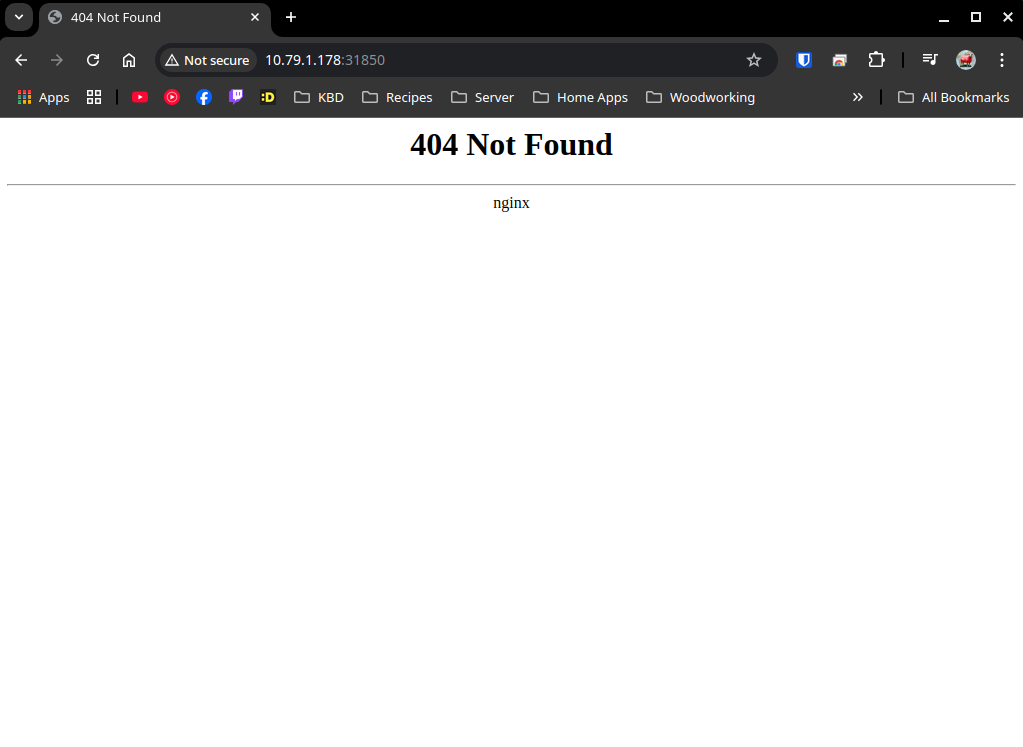 404 Not Found
Not secure 10.79.1.178:31850
Apps :D KBD Recipes Server Home Apps Woodworking All Bookmarks
404 Not Found
nginx